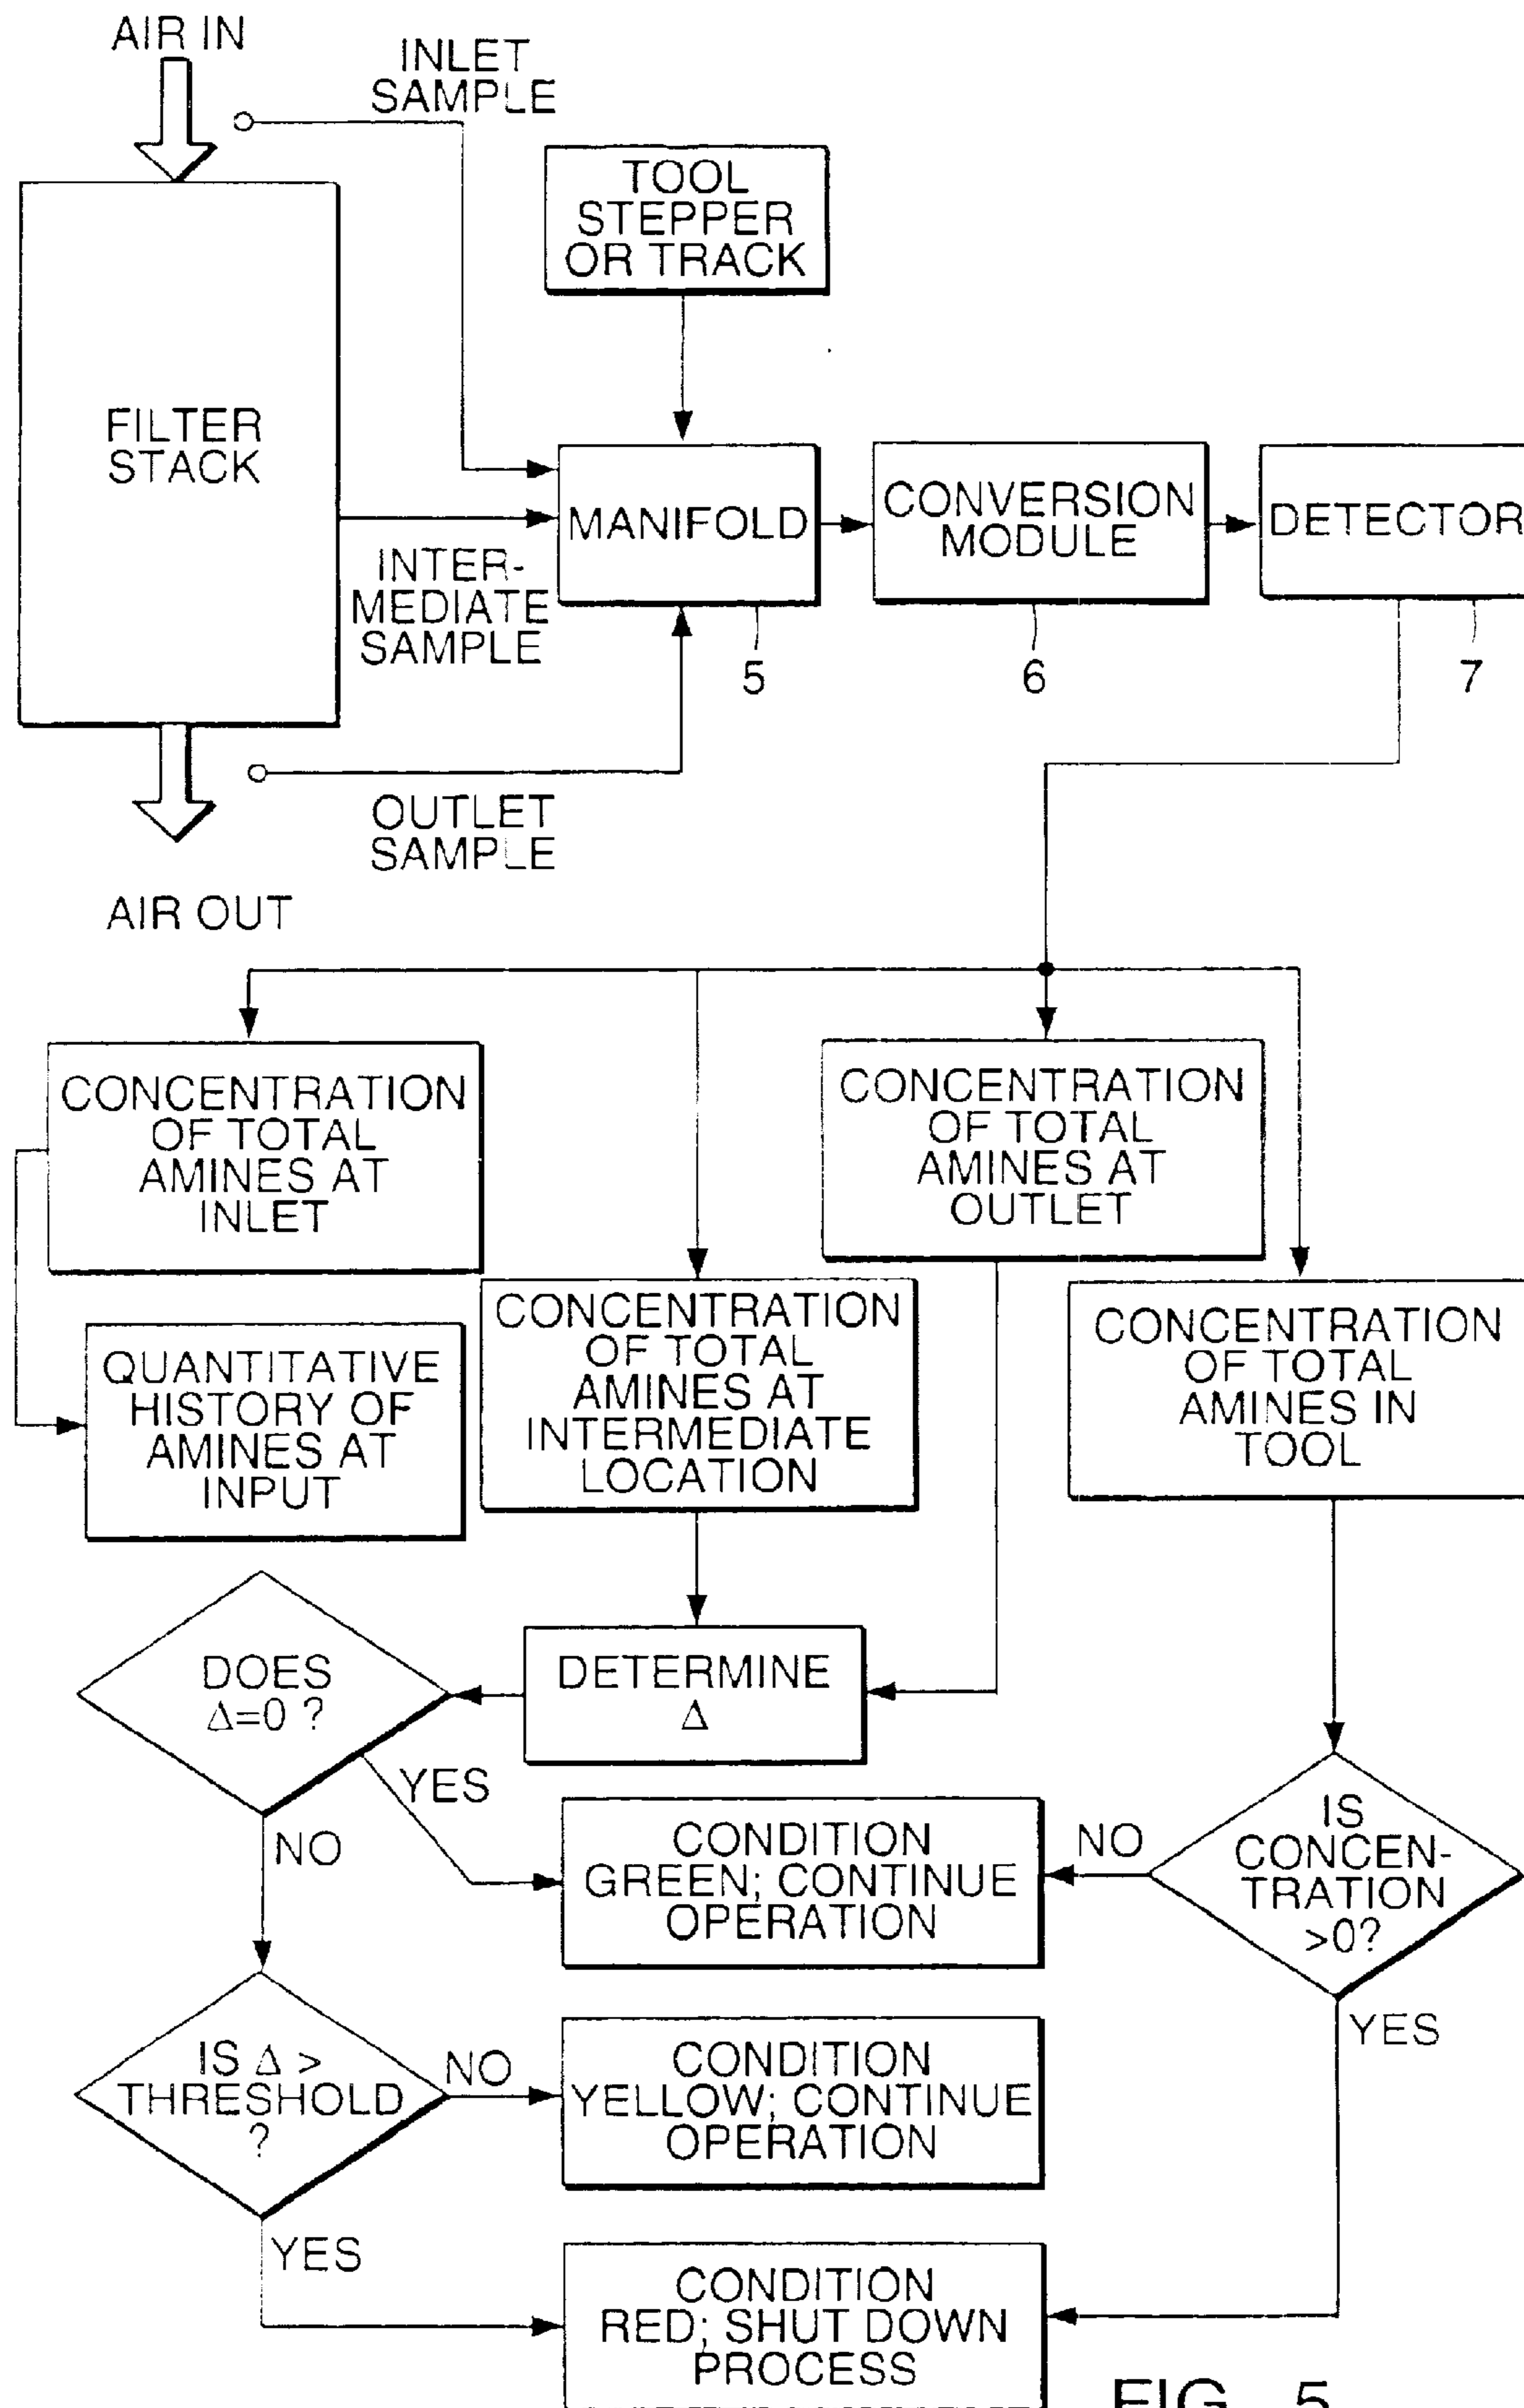 AIR IN
INLET
SAMPLE
TOOL
STEPPER
OR TRACK
FILTER
STACK
MANIFOLD
CONVERSION
MODULE
DETECTOR
INTER-
MEDIATE
SAMPLE
5
6
7
OUTLET
SAMPLE
AIR OUT
CONCENTRATION
OF TOTAL
AMINES AT
INLET
CONCENTRATION
OF TOTAL
AMINES AT
OUTLET
QUANTITATIVE
HISTORY OF
AMINES AT
INPUT
CONCENTRATION
OF TOTAL
AMINES AT
INTERMEDIATE
LOCATION
CONCENTRATION
OF TOTAL
AMINES IN
TOOL
DOES
Δ=0 ?
DETERMINE
Δ
YES
NO
CONDITION
GREEN; CONTINUE
OPERATION
NO
IS
CONCEN-
TRATION
>0?
YES
IS Δ >
THRESHOLD
?
NO
CONDITION
YELLOW; CONTINUE
OPERATION
YES
CONDITION
RED; SHUT DOWN
PROCESS
FIG. 5